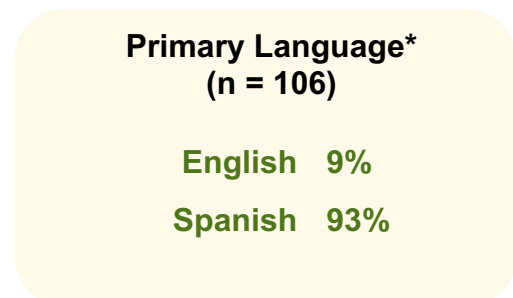 Primary Language*
(n = 106)
English 9%
Spanish 93%